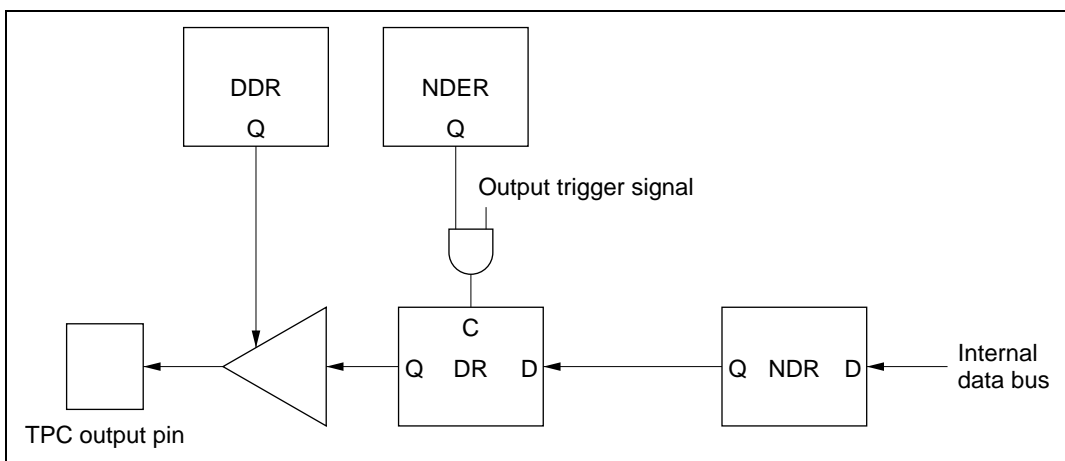 DDR
Q
NDER
Q
Output trigger signal
C
Q DR D
Q NDR D
Internal
data bus
TPC output pin